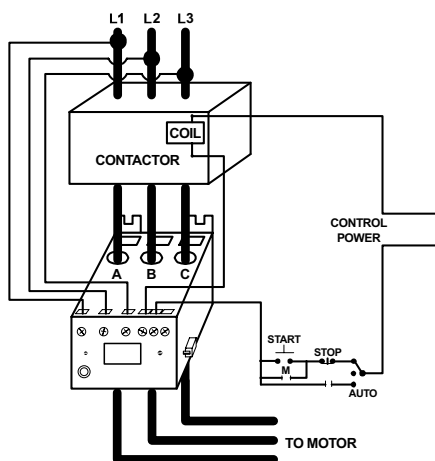 L1 L2 L3
COIL
CONTACTOR
CONTROL
POWER
A B C
START
STOP
M
AUTO
TO MOTOR